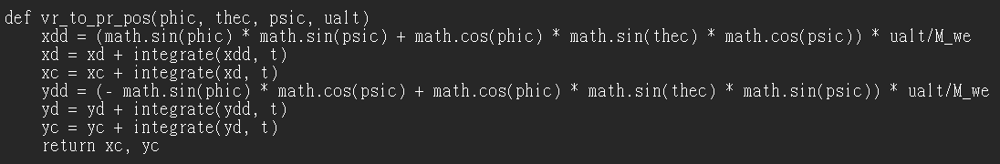 def vr_to_pr_pos(phic, thec, psic, ualt)
    xdd = (math.sin(phic) * math.sin(psic) + math.cos(phic) * math.sin(thec) * math.cos(psic)) * ualt/M_we
    xd = xd + integrate(xdd, t)
    xc = xc + integrate(xd, t)
    ydd = (- math.sin(phic) * math.cos(psic) + math.cos(phic) * math.sin(thec) * math.sin(psic)) * ualt/M_we
    yd = yd + integrate(ydd, t)
    yc = yc + integrate(yd, t)
    return xc, yc